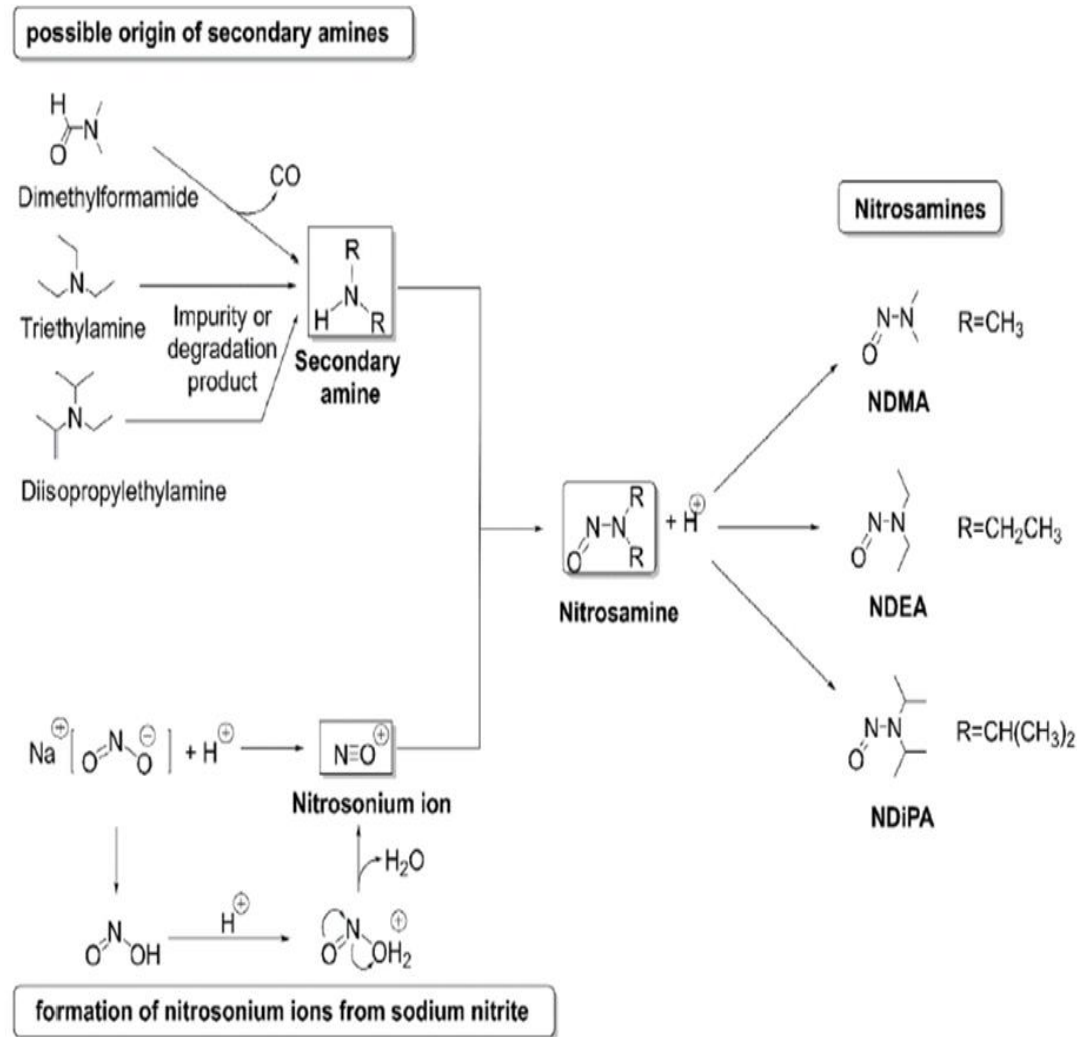 possible origin of secondary amines
H
N
O
Dimethylformamide
CO
N
Triethylamine
Impurity or
degradation
product
N
Diisopropylethylamine
R
N
H
R
Secondary
amine
Nitrosamines
N-N
O
R=CH₃
NDMA
N-N
O
R
R
+ H⊕
Nitrosamine
N-N
O
R=CH₂CH₃
NDEA
N-N
O
R=CH(CH₃)₂
NDiPA
Na⊕ [ O=N O⊖ ] + H⊕
N≡O⊕
Nitrosonium ion
H₂O
N
O OH
H⊕
N ⊕
O OH₂
formation of nitrosonium ions from sodium nitrite